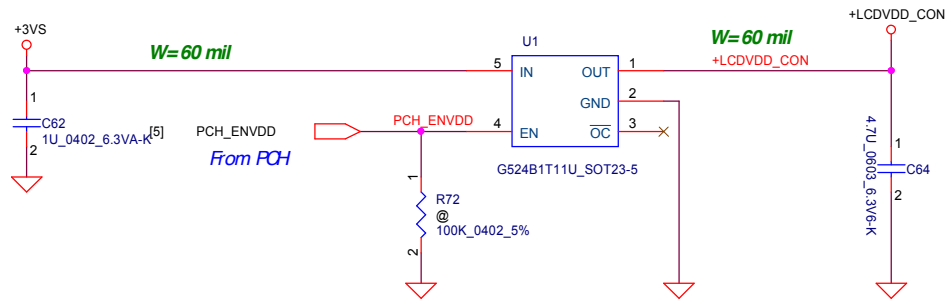 +3VS
W=60 mil
5
C62
1
2
1U_0402_6.3VA-K
[5]
PCH_ENVDD
From PCH
PCH_ENVDD
4
1
2
R72
@
100K_0402_5%
U1
IN
OUT
GND
EN
OC
1
2
3
G524B1T11U_SOT23-5
W=60 mil
+LCDVDD_CON
+LCDVDD_CON
4.7U_0603_6.3V6-K
1
2
C64